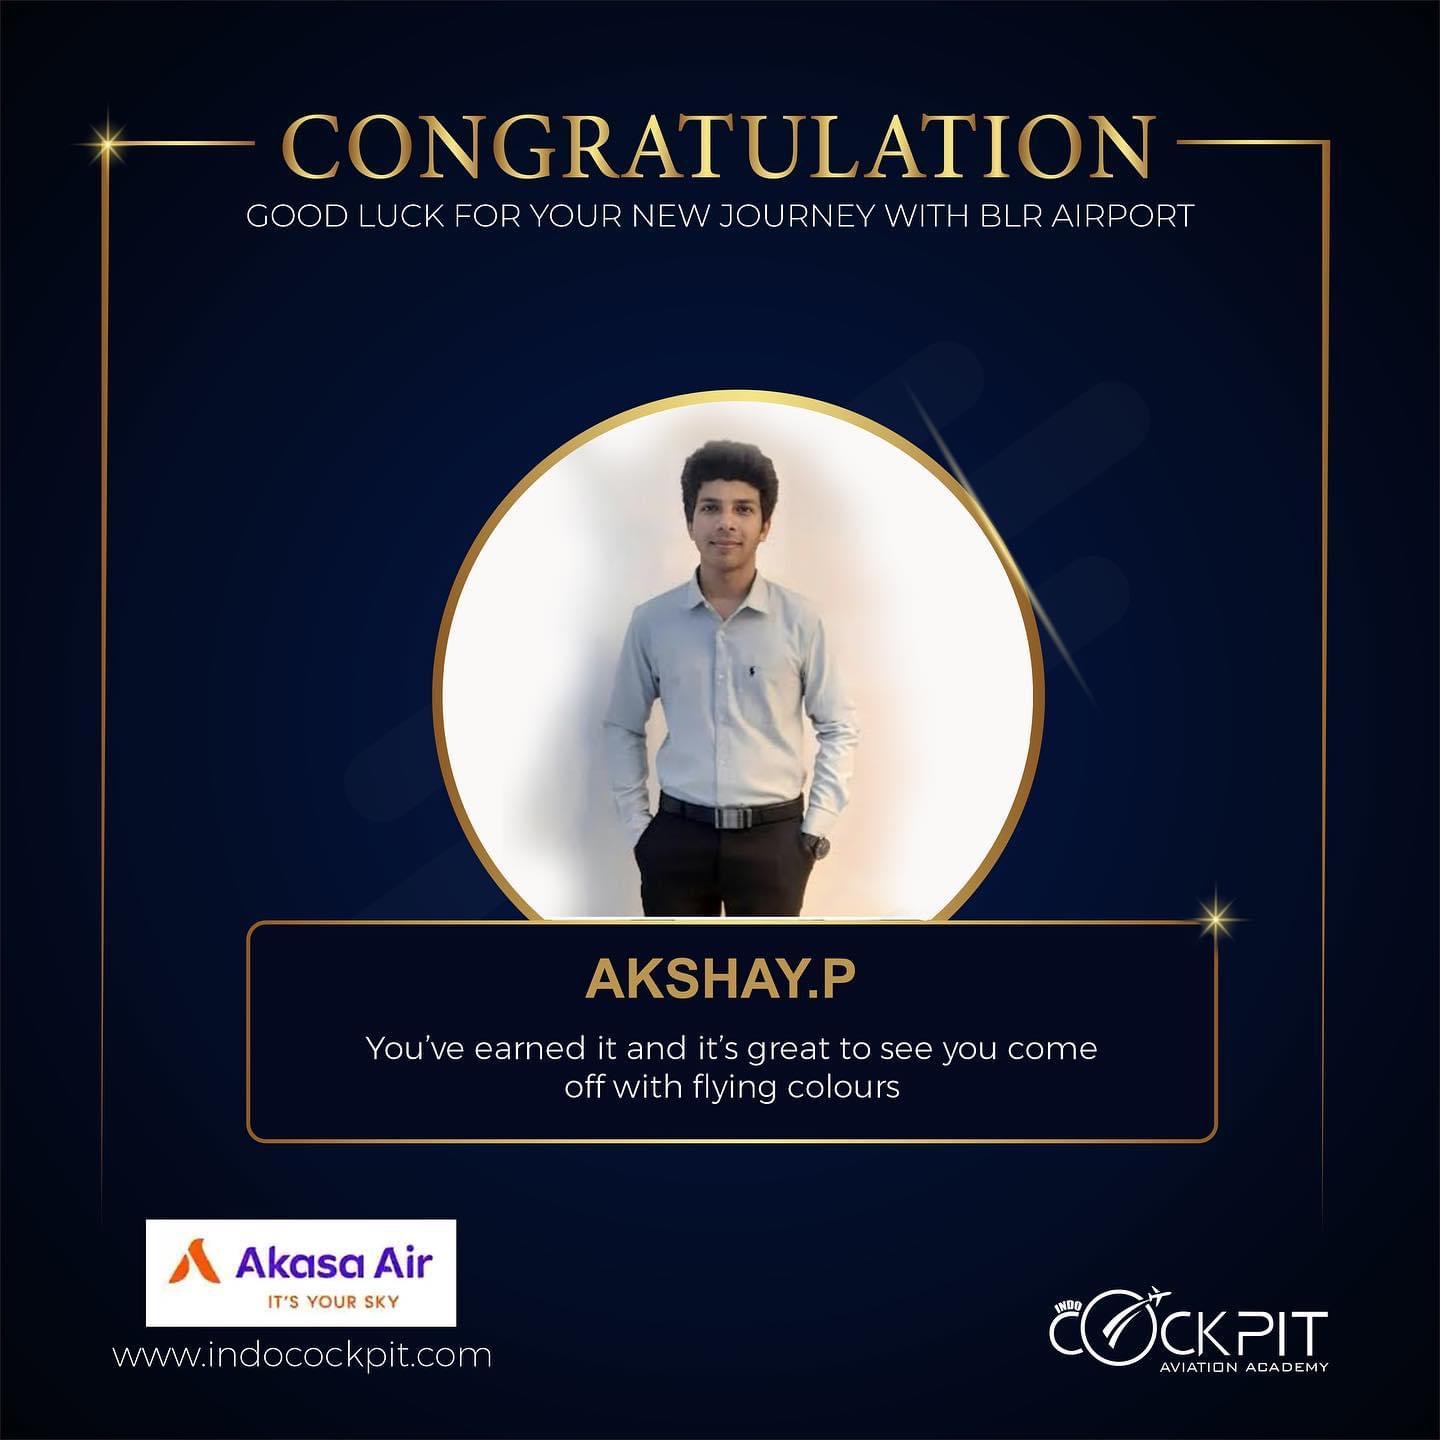 CONGRATULATION
GOOD LUCK FOR YOUR NEW JOURNEY WITH BLR AIRPORT
AKSHAY.P
You've earned it and it's great to see you come
off with flying colours
Akasa Air
IT'S YOUR SKY
www.indocockpit.com
INDO
COCKPIT
AVIATION ACADEMY